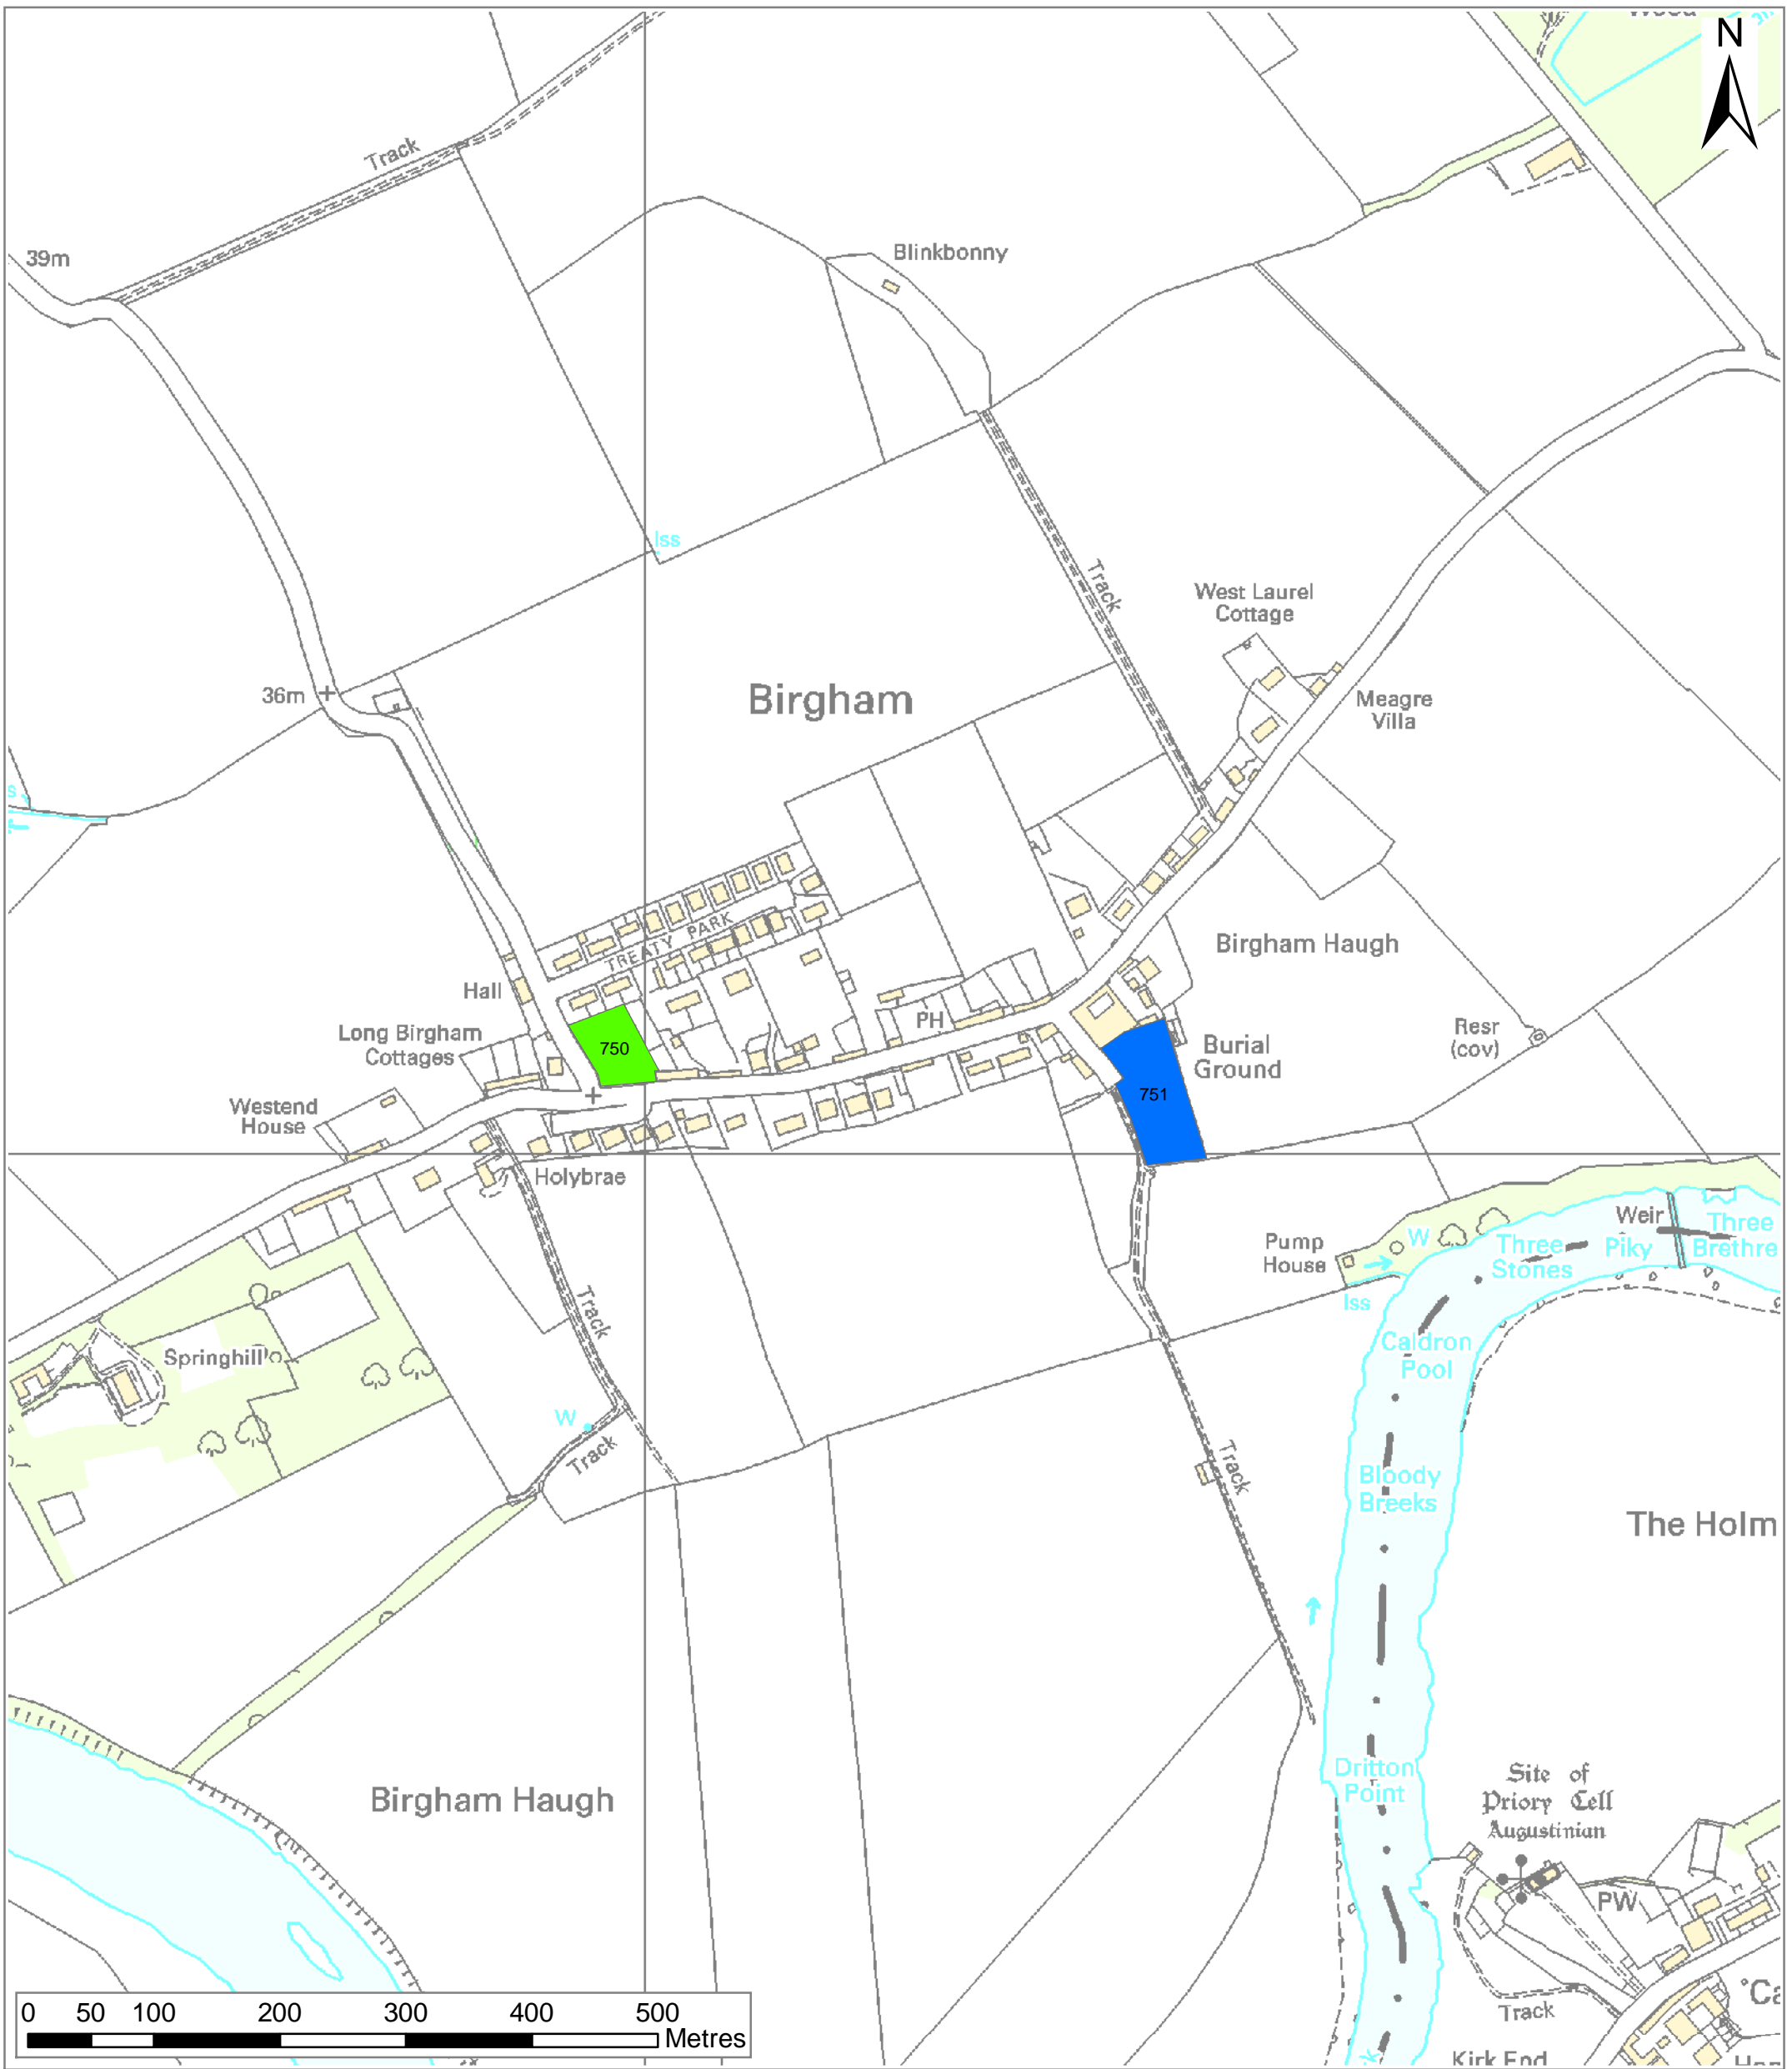 N
Track
39m
Blinkbonny
Iss
Track
West Laurel
Cottage
36m
Birgham
Meagre
Villa
TREATY PARK
Birgham Haugh
Hall
PH
Long Birgham
Cottages
750
Resr
(cov)
Burial
Ground
751
Westend
House
Holybrae
Weir
Three
Brethre
W
Three
Stones
Piky
Pump
House
Iss
Track
Caldron
Pool
Springhill
W
Track
Track
Bloody
Breeks
The Holm
Dritton
Point
Site of
Priory Cell
Augustinian
Birgham Haugh
PW
Track
Kirk End
0 50 100 200 300 400 500
Metres